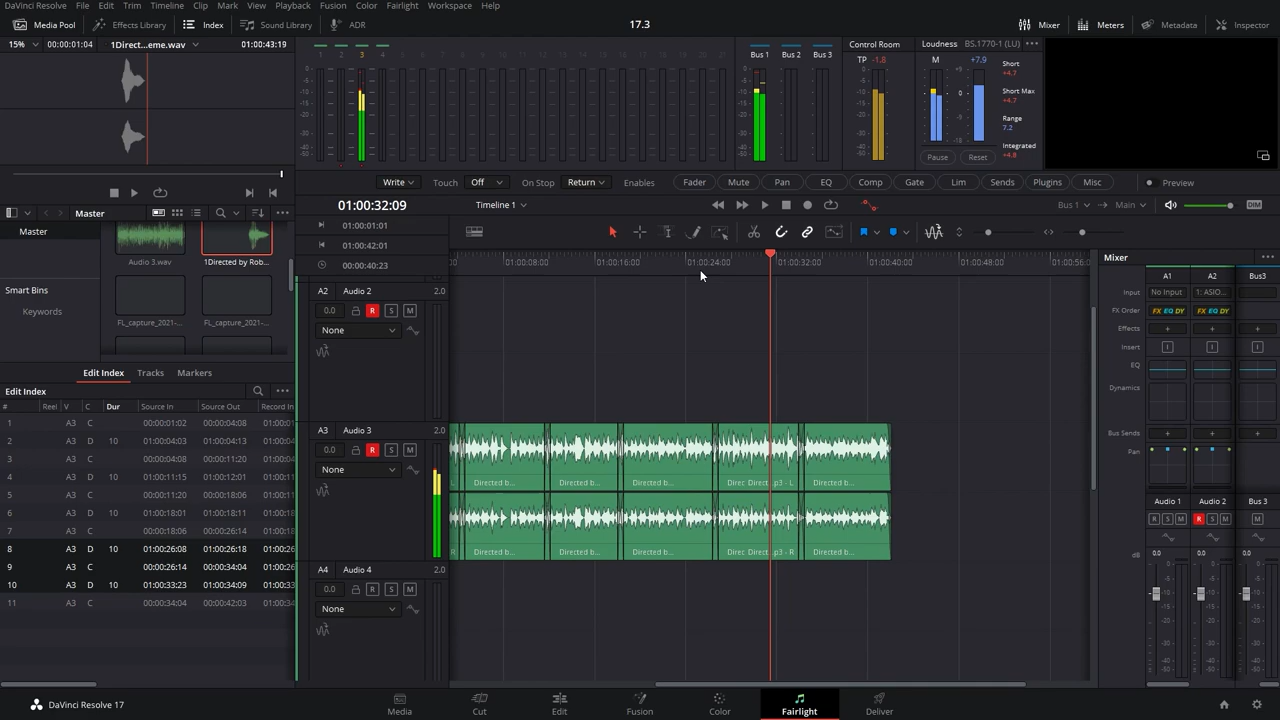 DaVinci Resolve File Edit Trim Timeline Clip Mark View Playback Fusion Color Fairlight Workspace Help
Media Pool Effects Library Index Sound Library ADR 17.3 Mixer Meters Metadata Inspector
15% 00:00:01:04 1Direct...eme.wav 01:00:43:19
1 2 3 4
Bus 1 Bus 2 Bus 3
Control Room
TP -1.8
Loudness BS.1770-1 (LU)
M +7.9
Short
+4.7
Short Max
+4.7
Range
7.2
Integrated
+4.8
Pause Reset
Write Touch Off On Stop Return Enables Fader Mute Pan EQ Comp Gate Lim Sends Plugins Misc Preview
Master
01:00:32:09 Timeline 1 Bus 1 Main DIM
Master
Smart Bins
Keywords
Audio 3.wav 1Directed by Rob...
FL_capture_2021-... FL_capture_2021-...
01:00:01:01
01:00:42:01
00:00:40:23
01:00:08:00 01:00:16:00 01:00:24:00 01:00:32:00 01:00:40:00 01:00:48:00
Mixer
A1 A2 Bus3
Input No Input 1: ASIO...
FX Order FX EQ DY FX EQ DY
Effects
Insert
EQ
Dynamics
Bus Sends
Pan
Audio 1 Audio 2 Bus 3
R S M R S M M
dB 0.0 0.0 0.0
A2 Audio 2 2.0
0.0 R S M
None
A3 Audio 3 2.0
0.0 R S M
None
Directed b... Directed b... Directed b... Direc Direct...p3 - L Directed b...
Directed b... Directed b... Directed b... Direc Direct...p3 - R Directed b...
A4 Audio 4 2.0
0.0 R S M
None
Edit Index Tracks Markers
Edit Index
# Reel V C Dur Source In Source Out Record In
1 A3 C 00:00:01:02 00:00:04:08 01:00:01
2 A3 D 10 00:00:04:03 00:00:04:13 01:00:04
3 A3 C 00:00:04:08 00:00:11:20 01:00:04
4 A3 D 10 00:00:11:15 00:00:12:01 01:00:11
5 A3 C 00:00:11:20 00:00:18:06 01:00:11
6 A3 D 10 00:00:18:01 00:00:18:11 01:00:18
7 A3 C 00:00:18:06 00:00:26:14 01:00:18
8 A3 D 10 00:00:26:08 00:00:26:18 01:00:26
9 A3 C 00:00:26:14 00:00:34:04 01:00:26
10 A3 D 10 00:00:33:23 00:00:34:09 01:00:33
11 A3 C 00:00:34:04 00:00:42:03 01:00:34
DaVinci Resolve 17 Media Cut Edit Fusion Color Fairlight Deliver